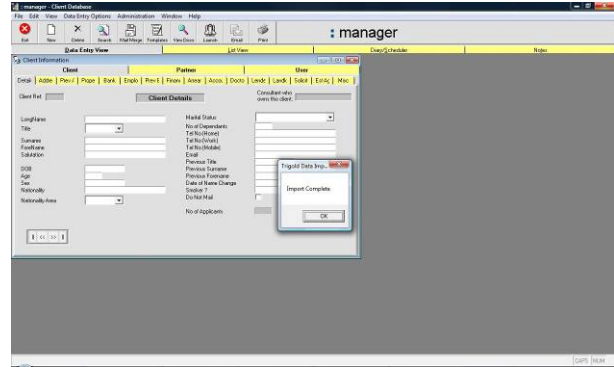 : manager - Client Database
File Edit View Data Entry Options Administration Window Help
Exit New Delete Search Mail Merge Templates View Docs Launch Email Print
: manager
Data Entry View List View Diary/Scheduler Notes
Client Information
Client Partner User
Detail Addre Prev A Prope Bank Emplo Prev E Finan Arrear Acco. Docto Lende Landlc Solicit Est Ag Misc
Client Ref
Client Details
Consultant who owns this client.
LongName
Title
Surname
ForeName
Salutation
DOB
Age
Sex
Nationality
Nationality Area
Marital Status
No of Dependants
Tel No(Home)
Tel No(Work)
Tel No(Mobile)
Email
Previous Title
Previous Surname
Previous Forename
Date of Name Change
Smoker ?
Do Not Mail
No of Applicants
Trigold Data Imp...
Import Complete
OK
CAPS NUM